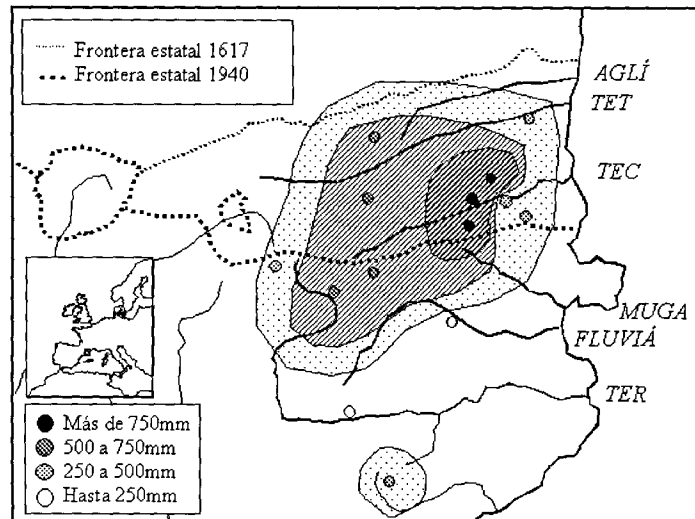 Frontera estatal 1617
Frontera estatal 1940
AGLÍ
TET
TEC
MUGA
FLUVIÁ
TER
Más de 750mm
500 a 750mm
250 a 500mm
Hasta 250mm